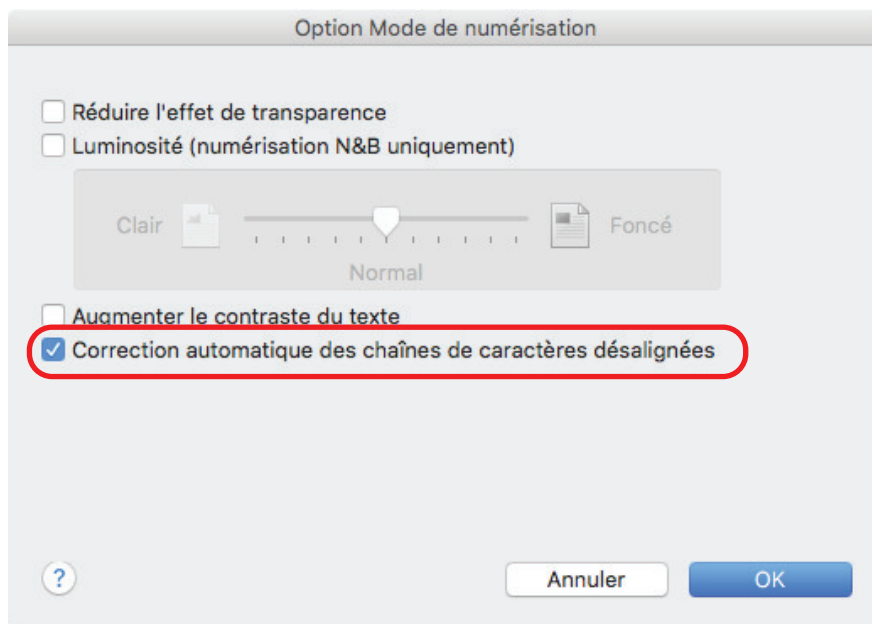 Option Mode de numérisation
Réduire l'effet de transparence
Luminosité (numérisation N&B uniquement)
Clair Foncé
Normal
Augmenter le contraste du texte
Correction automatique des chaînes de caractères désalignées
? Annuler OK